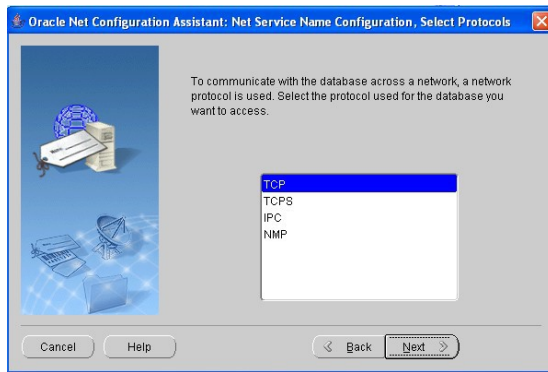 Oracle Net Configuration Assistant: Net Service Name Configuration, Select Protocols
To communicate with the database across a network, a network
protocol is used. Select the protocol used for the database you
want to access.
TCP
TCPS
IPC
NMP
Cancel
Help
Back
Next